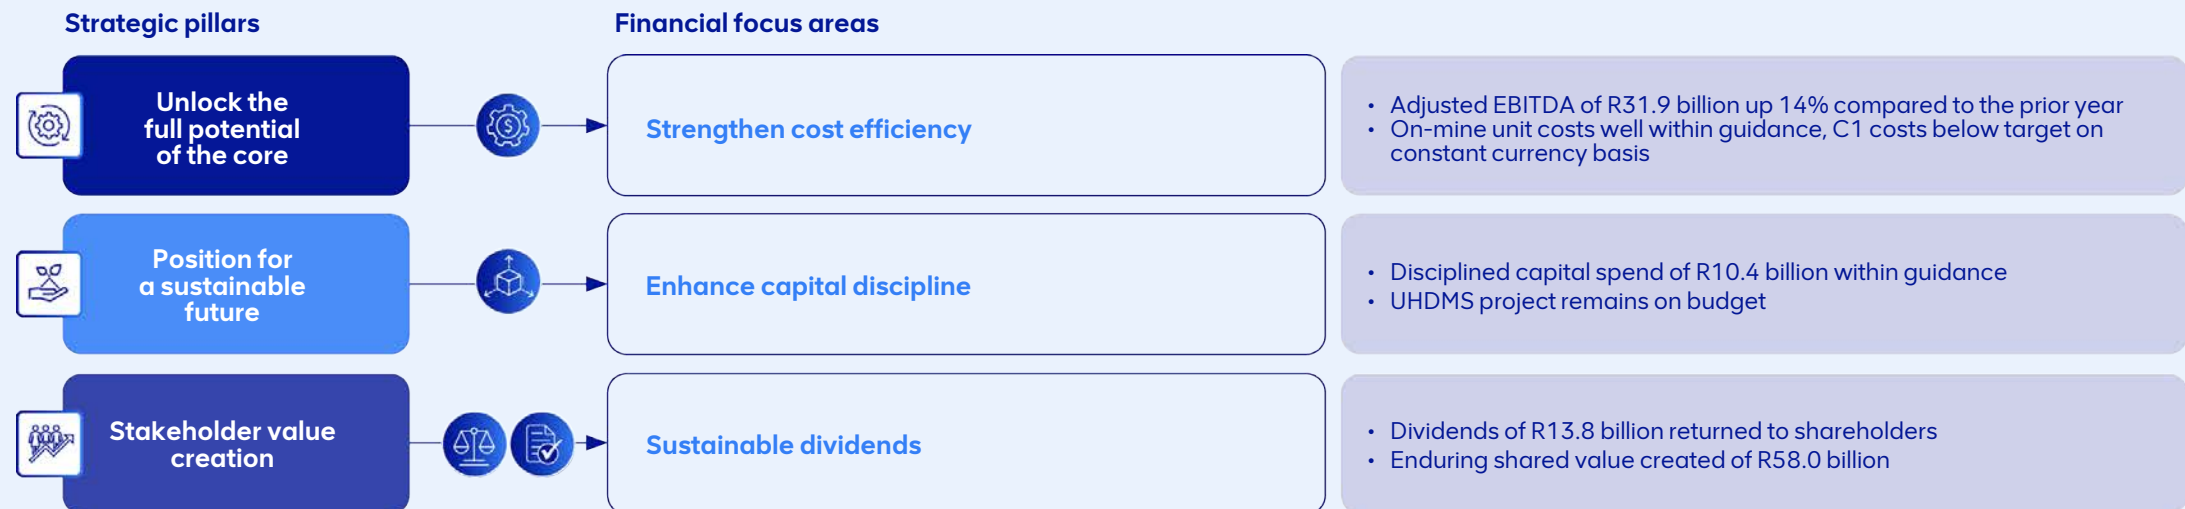 Strategic pillars
Financial focus areas
Unlock the
full potential
of the core
Strengthen cost efficiency
• Adjusted EBITDA of R31.9 billion up 14% compared to the prior year
• On-mine unit costs well within guidance, C1 costs below target on
constant currency basis
Position for
a sustainable
future
Enhance capital discipline
• Disciplined capital spend of R10.4 billion within guidance
• UHDMS project remains on budget
Stakeholder value
creation
Sustainable dividends
• Dividends of R13.8 billion returned to shareholders
• Enduring shared value created of R58.0 billion